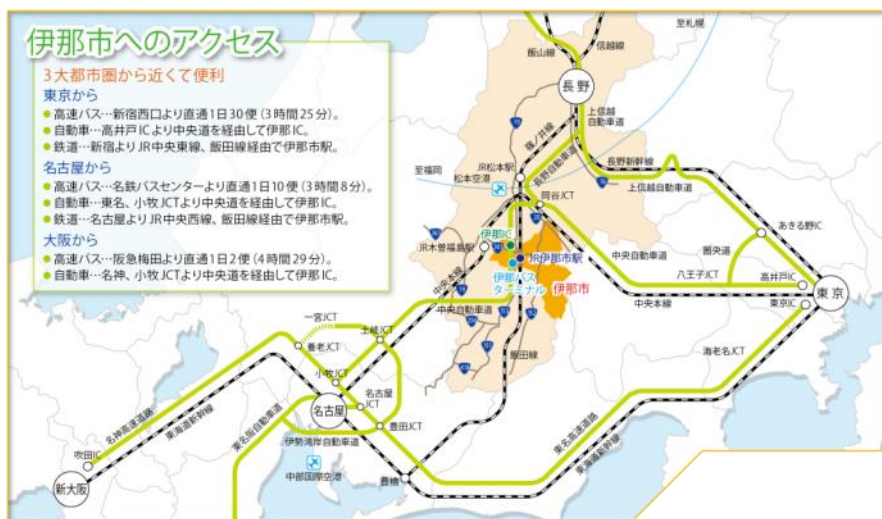 伊那市へのアクセス
3大都市圏から近くて便利
東京から
● 高速バス…新宿西口より直通1日30便(3時間25分)。
● 自動車…高井戸ICより中央道を経由して伊那IC。
● 鉄道…新宿よりJR中央東線、飯田線経由で伊那市駅。
名古屋から
● 高速バス…名鉄バスセンターより直通1日10便(3時間8分)。
● 自動車…東名、小牧JCTより中央道を経由して伊那IC。
● 鉄道…名古屋よりJR中央西線、飯田線経由で伊那市駅。
大阪から
● 高速バス…阪急梅田より直通1日2便(4時間29分)。
● 自動車…名神、小牧JCTより中央道を経由して伊那IC。
至札幌
飯山線
信越線
長野
上信越
自動車道
篠ノ井線
長野自動車道
長野新幹線
上信越自動車道
至福岡
JR松本駅
松本空港
岡谷JCT
あきる野IC
圏央道
伊那IC
JR木曽福島駅
JR伊那市駅
伊那バス
ターミナル
伊那市
中央自動車道
八王子JCT
高井戸IC
東京
中央本線
東京IC
中央本線
中央自動車道
飯田線
海老名JCT
一宮JCT
土岐JCT
養老JCT
小牧JCT
名古屋
JCT
名古屋
豊田JCT
名神高速道路
東海道新幹線
東名阪自動車道
伊勢湾岸自動車道
吹田IC
新大阪
中部国際空港
豊橋
東名高速道路
東海道新幹線